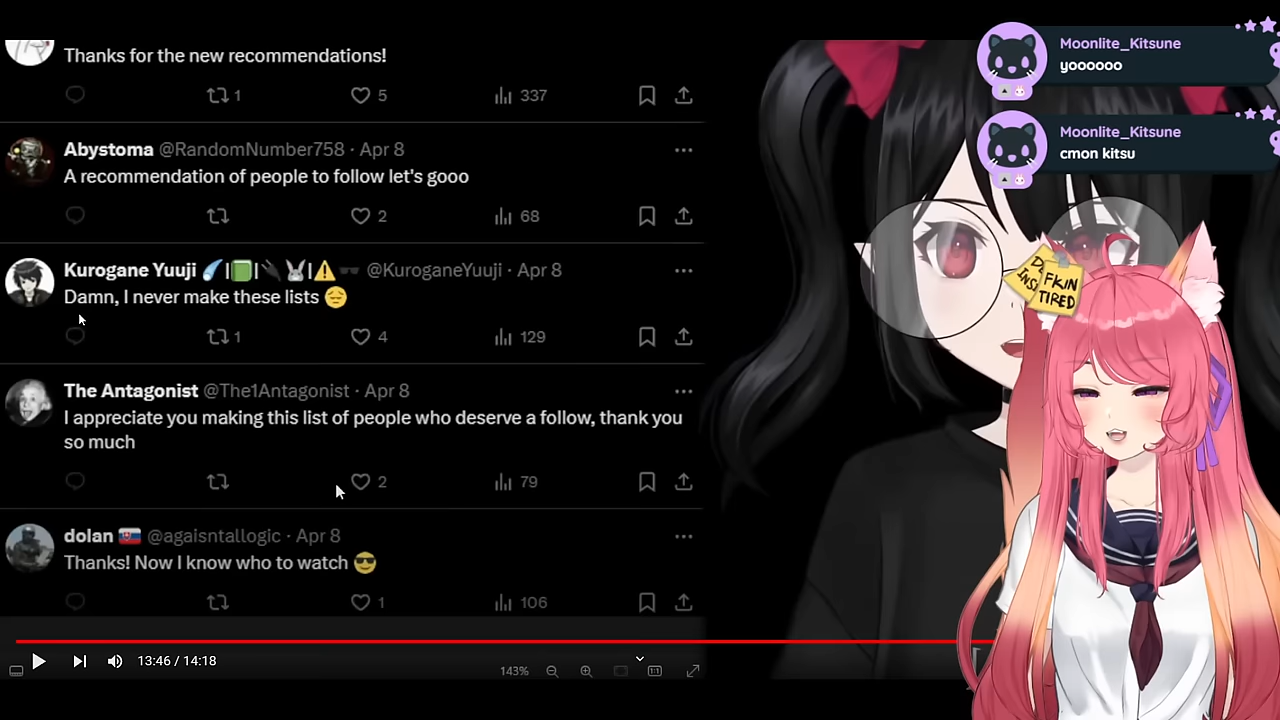 Thanks for the new recommendations!
1 5 337
Abystoma @RandomNumber758 · Apr 8
A recommendation of people to follow let's gooo
2 68
Kurogane Yuuji @KuroganeYuuji · Apr 8
Damn, I never make these lists 😔
1 4 129
The Antagonist @The1Antagonist · Apr 8
I appreciate you making this list of people who deserve a follow, thank you
so much
2 79
dolan 🇸🇰 @agaisntallogic · Apr 8
Thanks! Now I know who to watch 😎
1 106
13:46 / 14:18
143%
1:1
Moonlite_Kitsune
yoooooo
Moonlite_Kitsune
cmon kitsu
FKIN
TIRED